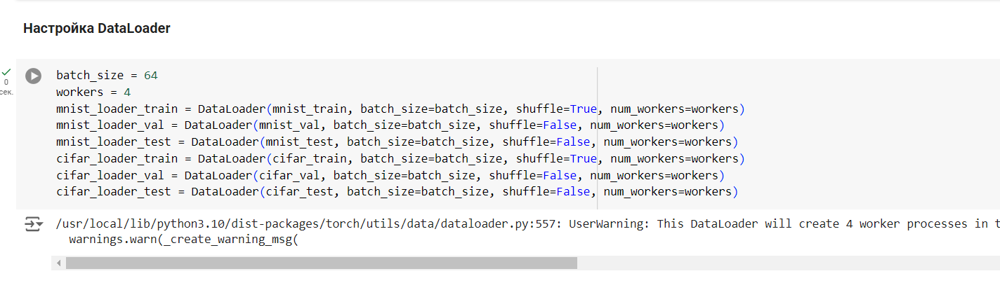 Настройка DataLoader
0
сек.
batch_size = 64
workers = 4
mnist_loader_train = DataLoader(mnist_train, batch_size=batch_size, shuffle=True, num_workers=workers)
mnist_loader_val = DataLoader(mnist_val, batch_size=batch_size, shuffle=False, num_workers=workers)
mnist_loader_test = DataLoader(mnist_test, batch_size=batch_size, shuffle=False, num_workers=workers)
cifar_loader_train = DataLoader(cifar_train, batch_size=batch_size, shuffle=True, num_workers=workers)
cifar_loader_val = DataLoader(cifar_val, batch_size=batch_size, shuffle=False, num_workers=workers)
cifar_loader_test = DataLoader(cifar_test, batch_size=batch_size, shuffle=False, num_workers=workers)
/usr/local/lib/python3.10/dist-packages/torch/utils/data/dataloader.py:557: UserWarning: This DataLoader will create 4 worker processes in t
warnings.warn(_create_warning_msg(